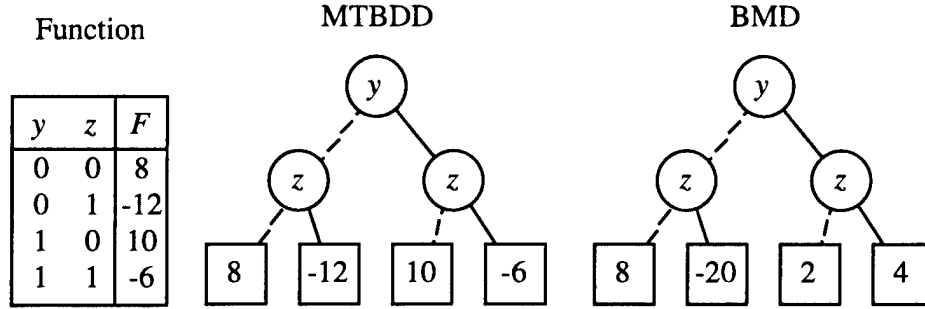 Function
y z F
0 0 8
0 1 -12
1 0 10
1 1 -6
MTBDD
y
z z
8 -12 10 -6
BMD
y
z z
8 -20 2 4